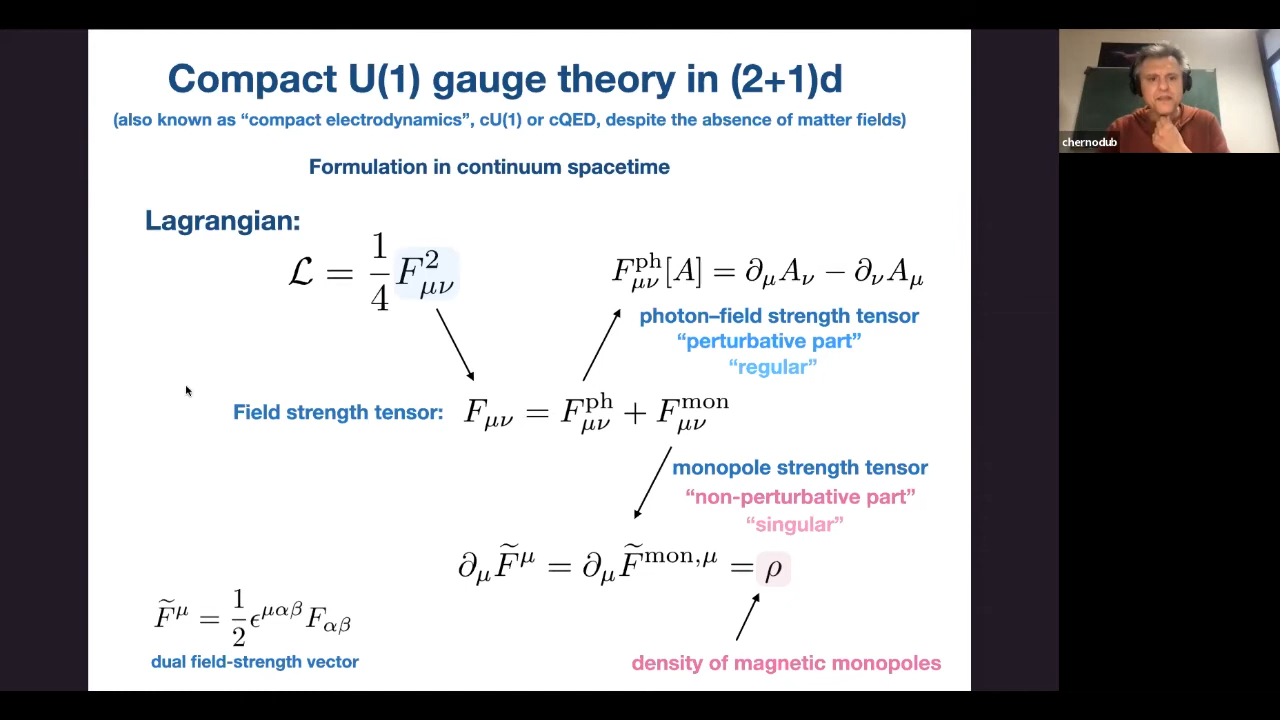 Compact U(1) gauge theory in (2+1)d
(also known as “compact electrodynamics”, cU(1) or cQED, despite the absence of matter fields)
Formulation in continuum spacetime
Lagrangian:
ℒ = 1/4 F²_μν
F^ph_μν[A] = ∂_μ A_ν − ∂_ν A_μ
photon–field strength tensor
“perturbative part”
“regular”
Field strength tensor: F_μν = F^ph_μν + F^mon_μν
monopole strength tensor
“non-perturbative part”
“singular”
∂_μ F̃^μ = ∂_μ F̃^mon,μ = ρ
F̃^μ = 1/2 ϵ^μαβ F_αβ
dual field-strength vector
density of magnetic monopoles
chernodub